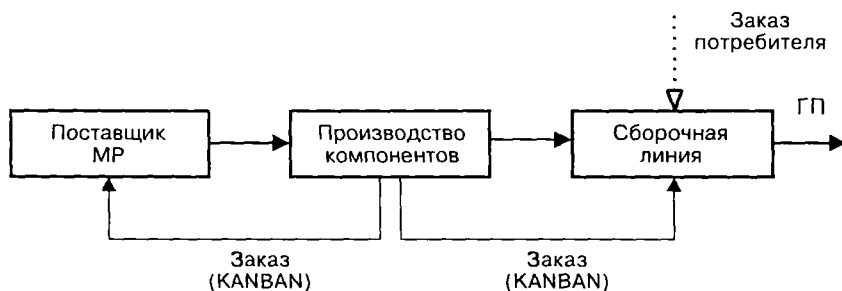 Заказ
потребителя
ГП
Поставщик
МР
Производство
компонентов
Сборочная
линия
Заказ
(KANBAN)
Заказ
(KANBAN)